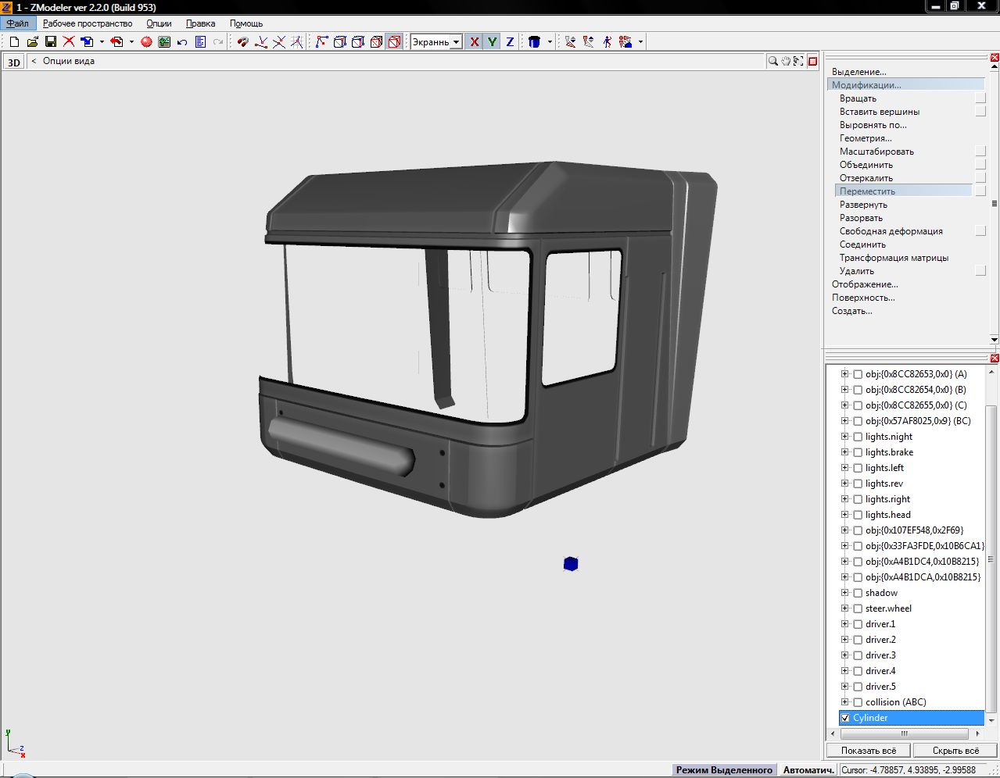 1 - ZModeler ver 2.2.0 (Build 953)
Файл Рабочее пространство Опции Правка Помощь
Экраннь X Y Z
3D < Опции вида
Выделение...
Модификации...
Вращать
Вставить вершины
Выровнять по...
Геометрия...
Масштабировать
Объединить
Отзеркалить
Переместить
Развернуть
Разорвать
Свободная деформация
Соединить
Трансформация матрицы
Удалить
Отображение...
Поверхность...
Создать...
obj:{0x8CC82653,0x0} (A)
obj:{0x8CC82654,0x0} (B)
obj:{0x8CC82655,0x0} (C)
obj:{0x57AF8025,0x9} (BC)
lights.night
lights.brake
lights.left
lights.rev
lights.right
lights.head
obj:{0x107EF548,0x2F69}
obj:{0x33FA3FDE,0x10B6CA1}
obj:{0xA4B1DC4,0x10B8215}
obj:{0xA4B1DCA,0x10B8215}
shadow
steer.wheel
driver.1
driver.2
driver.3
driver.4
driver.5
collision (ABC)
Cylinder
Показать всё Скрыть всё
y
z
x
Режим Выделенного Автоматич. Cursor: -4.78857, 4.93895, -2.99588